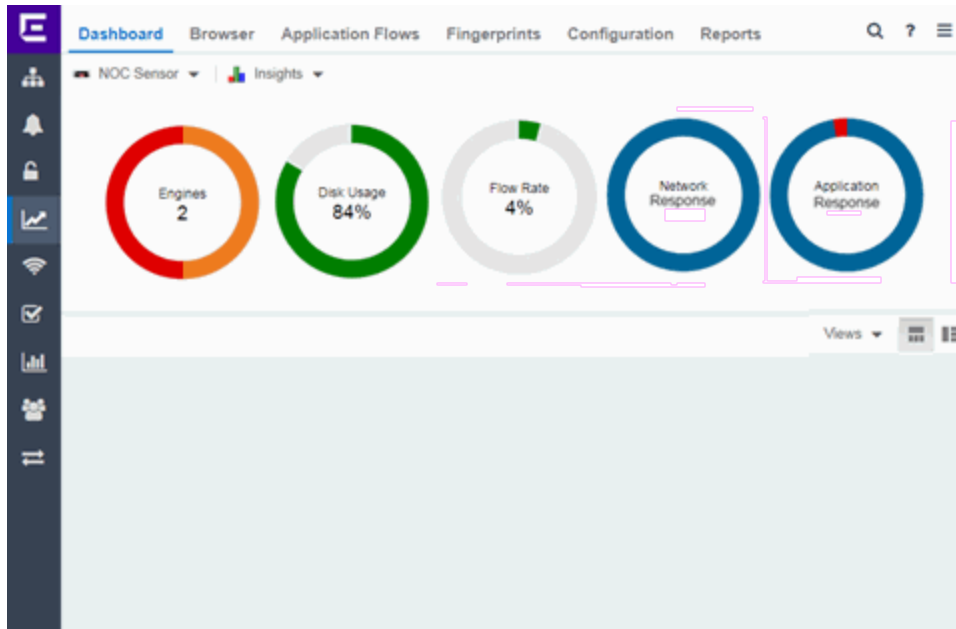 Dashboard Browser Application Flows Fingerprints Configuration Reports ?
NOC Sensor Insights
Engines
2
Disk Usage
84%
Flow Rate
4%
Network
Response
Application
Response
Views